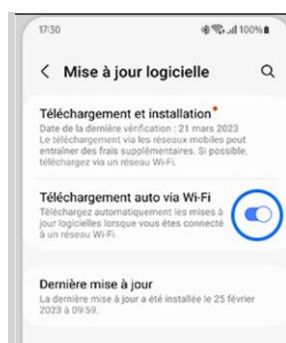 17:30 100%
Mise à jour logicielle
Téléchargement et installation
Date de la dernière vérification : 21 mars 2023
Le téléchargement via les réseaux mobiles peut
entraîner des frais supplémentaires. Si possible,
téléchargez via un réseau Wi-Fi.
Téléchargement auto via Wi-Fi
Téléchargez automatiquement les mises à
jour logicielles lorsque vous êtes connecté
à un réseau Wi-Fi.
Dernière mise à jour
La dernière mise à jour a été installée le 25 février
2023 à 09:59.